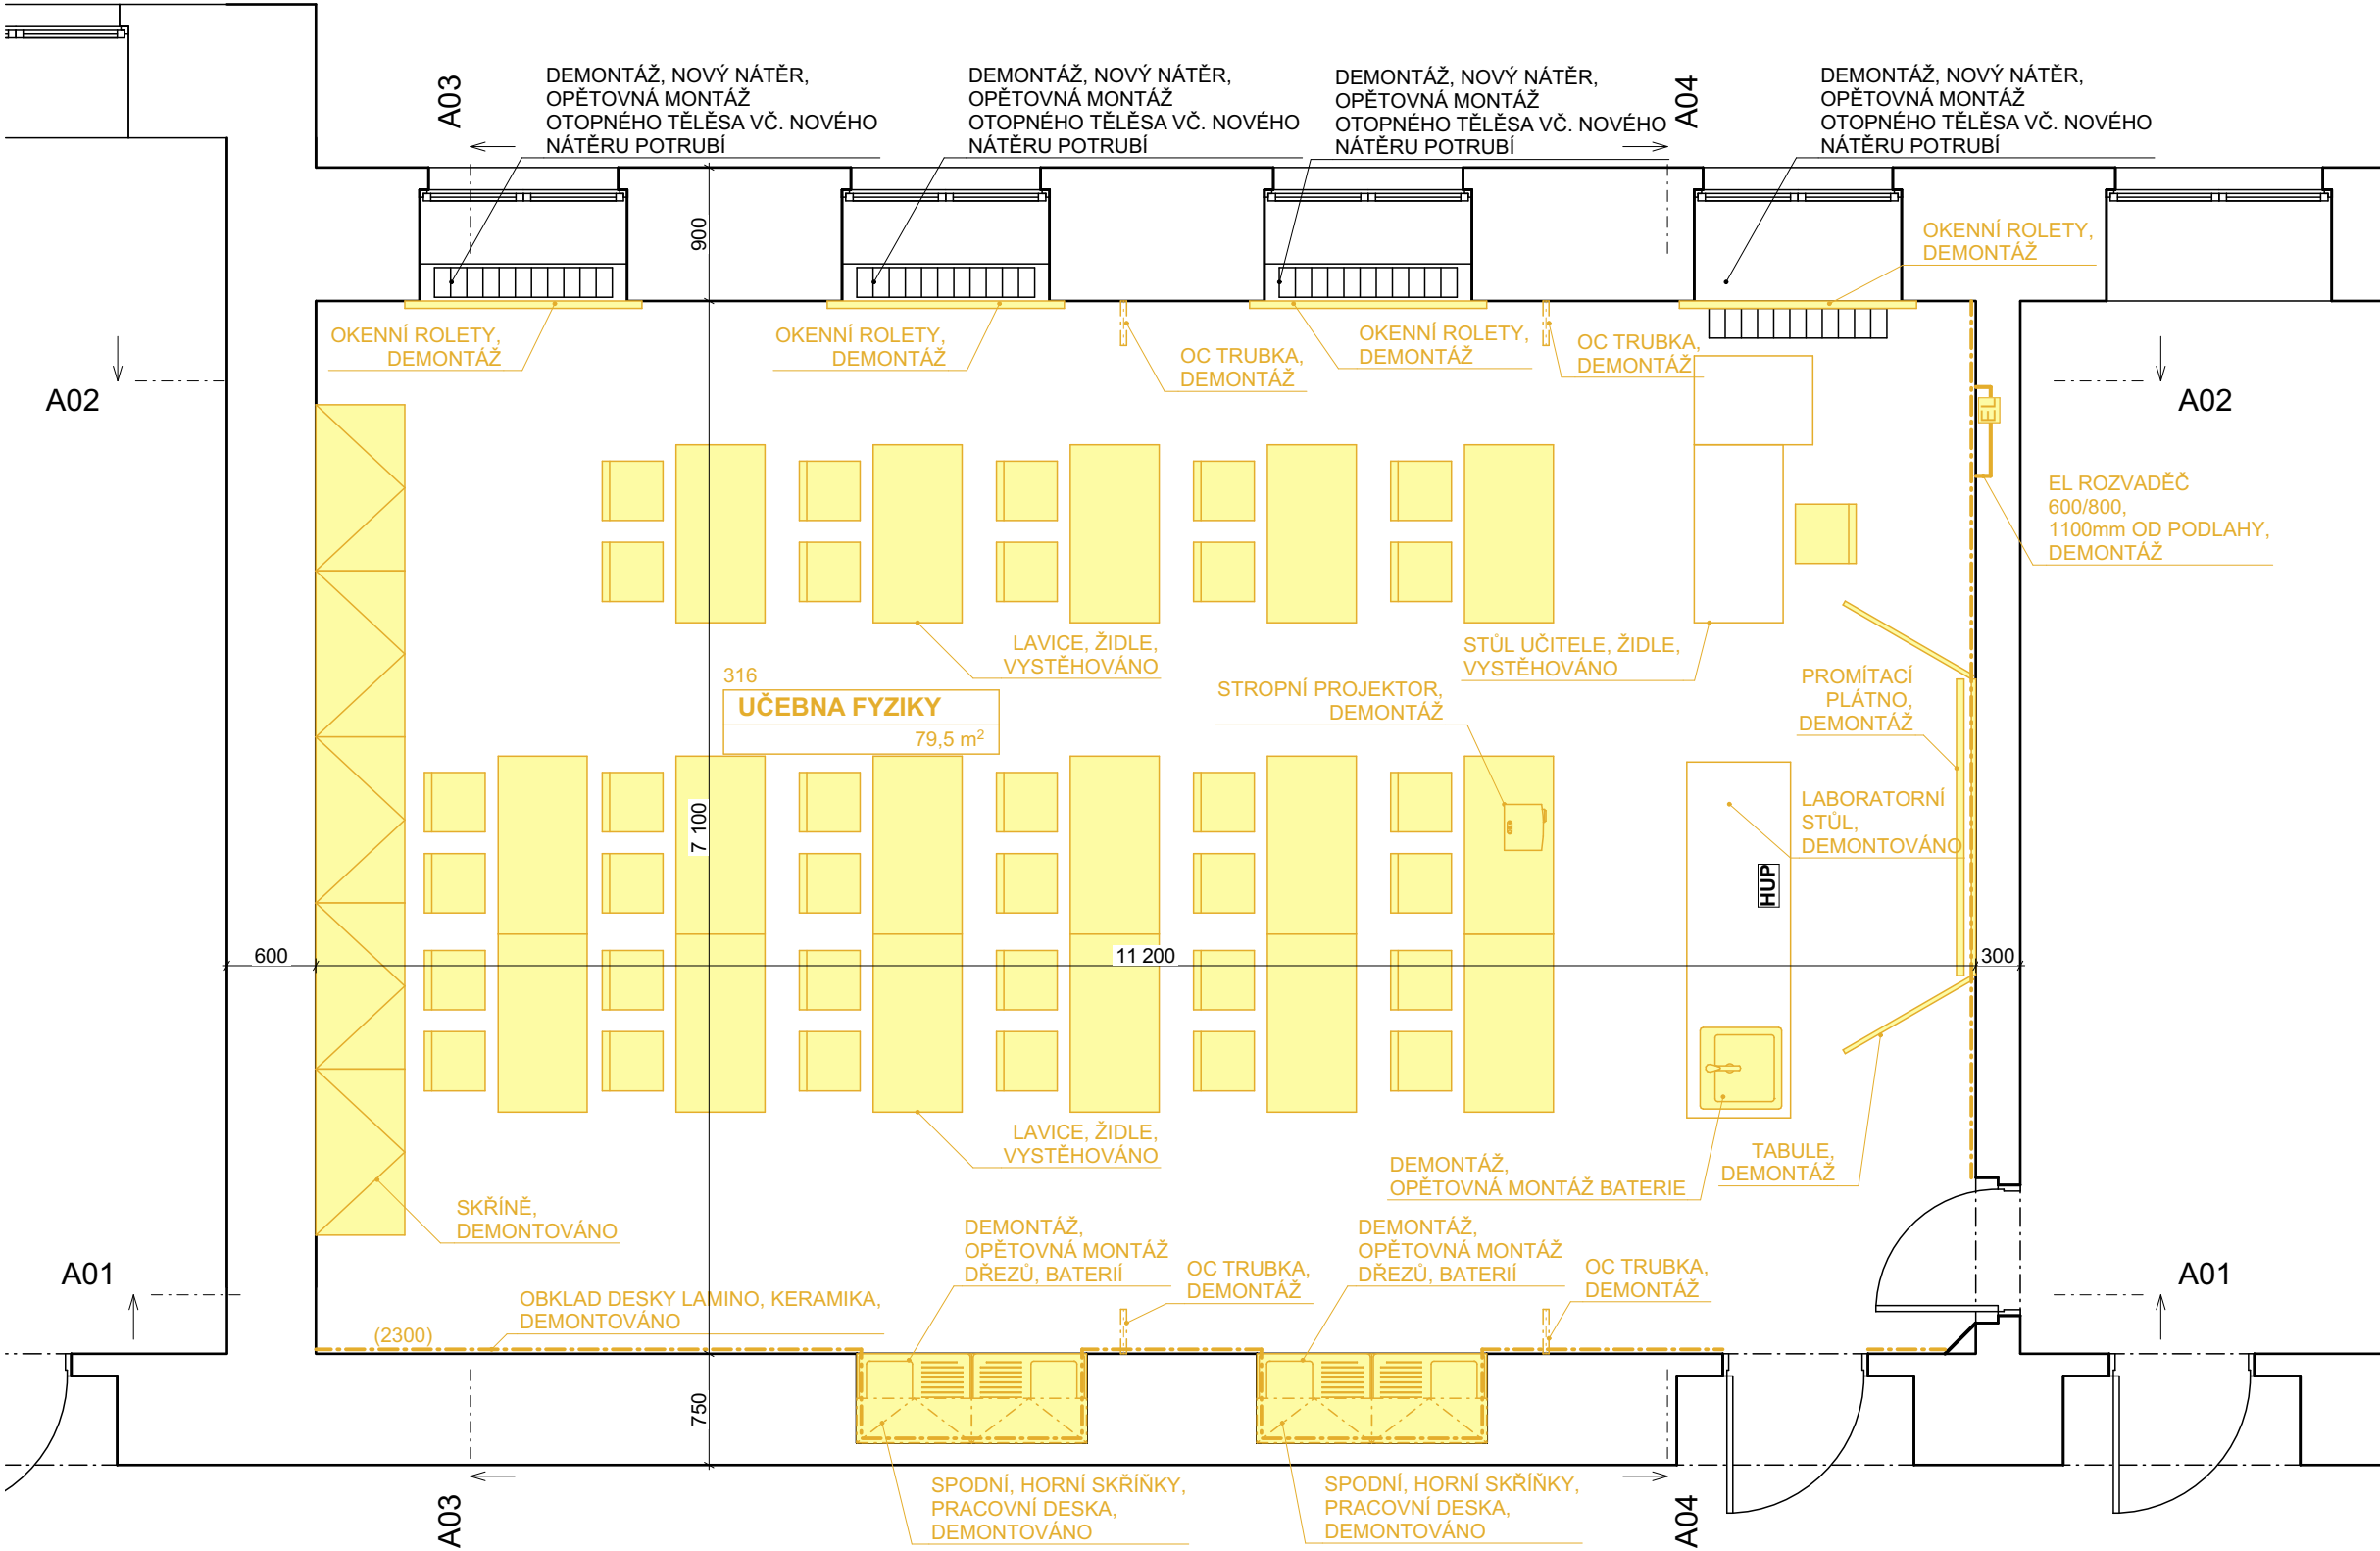 A03
DEMONTÁŽ, NOVÝ NÁTĚR,
OPĚTOVNÁ MONTÁŽ
OTOPNÉHO TĚLĚSA VČ. NOVÉHO
NÁTĚRU POTRUBÍ
DEMONTÁŽ, NOVÝ NÁTĚR,
OPĚTOVNÁ MONTÁŽ
OTOPNÉHO TĚLĚSA VČ. NOVÉHO
NÁTĚRU POTRUBÍ
DEMONTÁŽ, NOVÝ NÁTĚR,
OPĚTOVNÁ MONTÁŽ
OTOPNÉHO TĚLĚSA VČ. NOVÉHO
NÁTĚRU POTRUBÍ
A04
DEMONTÁŽ, NOVÝ NÁTĚR,
OPĚTOVNÁ MONTÁŽ
OTOPNÉHO TĚLĚSA VČ. NOVÉHO
NÁTĚRU POTRUBÍ
900
OKENNÍ ROLETY,
DEMONTÁŽ
OKENNÍ ROLETY,
DEMONTÁŽ
OKENNÍ ROLETY,
DEMONTÁŽ
OC TRUBKA,
DEMONTÁŽ
OKENNÍ ROLETY,
DEMONTÁŽ
OC TRUBKA,
DEMONTÁŽ
A02
A02
EL
EL ROZVADĚČ
600/800,
1100mm OD PODLAHY,
DEMONTÁŽ
LAVICE, ŽIDLE,
VYSTĚHOVÁNO
STŮL UČITELE, ŽIDLE,
VYSTĚHOVÁNO
316
UČEBNA FYZIKY
79,5 m²
STROPNÍ PROJEKTOR,
DEMONTÁŽ
PROMÍTACÍ
PLÁTNO,
DEMONTÁŽ
7 100
LABORATORNÍ
STŮL,
DEMONTOVÁNO
HUP
600
11 200
300
LAVICE, ŽIDLE,
VYSTĚHOVÁNO
DEMONTÁŽ,
OPĚTOVNÁ MONTÁŽ BATERIE
TABULE,
DEMONTÁŽ
SKŘÍNĚ,
DEMONTOVÁNO
DEMONTÁŽ,
OPĚTOVNÁ MONTÁŽ
DŘEZŮ, BATERIÍ
OC TRUBKA,
DEMONTÁŽ
DEMONTÁŽ,
OPĚTOVNÁ MONTÁŽ
DŘEZŮ, BATERIÍ
OC TRUBKA,
DEMONTÁŽ
A01
A01
OBKLAD DESKY LAMINO, KERAMIKA,
DEMONTOVÁNO
(2300)
750
SPODNÍ, HORNÍ SKŘÍŇKY,
PRACOVNÍ DESKA,
DEMONTOVÁNO
SPODNÍ, HORNÍ SKŘÍŇKY,
PRACOVNÍ DESKA,
DEMONTOVÁNO
A03
A04